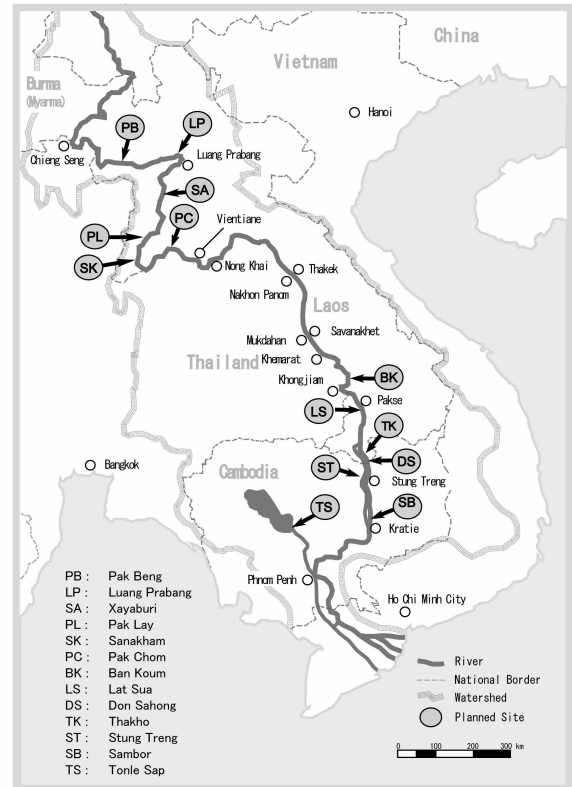 China
Vietnam
Burma
(Myarma)
Hanoi
PB
LP
Chieng Seng
Luang Prabang
SA
PC
Vientiane
PL
SK
Nong Khai
Thakek
Nakhon Panom
Laos
Savanakhet
Mukdahan
Thailand
Khemarat
Khongjiam
BK
Pakse
LS
TK
Bangkok
Cambodia
ST
DS
Stung Treng
TS
SB
Kratie
Phnom Penh
Ho Chi Minh City
PB : Pak Beng
LP : Luang Prabang
SA : Xayaburi
PL : Pak Lay
SK : Sanakham
PC : Pak Chom
BK : Ban Koum
LS : Lat Sua
DS : Don Sahong
TK : Thakho
ST : Stung Treng
SB : Sambor
TS : Tonle Sap
River
National Border
Watershed
Planned Site
0 100 200 300 km